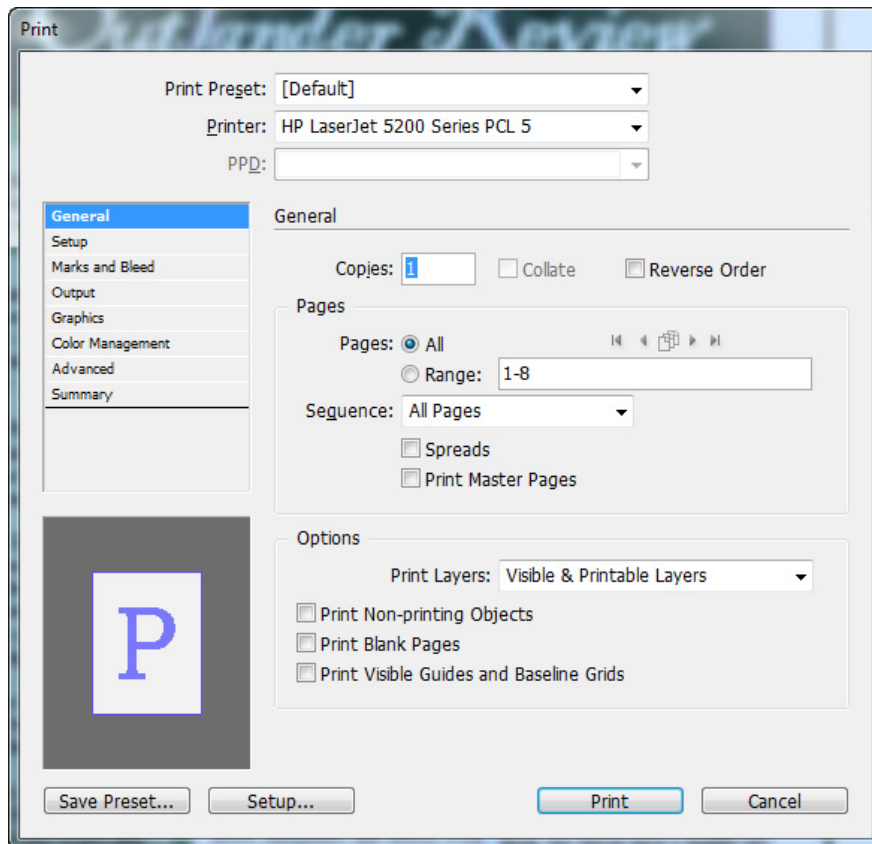 Outlander Review
Print
Print Preset: [Default]
Printer: HP LaserJet 5200 Series PCL 5
PPD:
General
Setup
Marks and Bleed
Output
Graphics
Color Management
Advanced
Summary
General
Copies: 1 Collate Reverse Order
Pages
Pages: All
Range: 1-8
Sequence: All Pages
Spreads
Print Master Pages
Options
Print Layers: Visible & Printable Layers
Print Non-printing Objects
Print Blank Pages
Print Visible Guides and Baseline Grids
P
Save Preset... Setup... Print Cancel